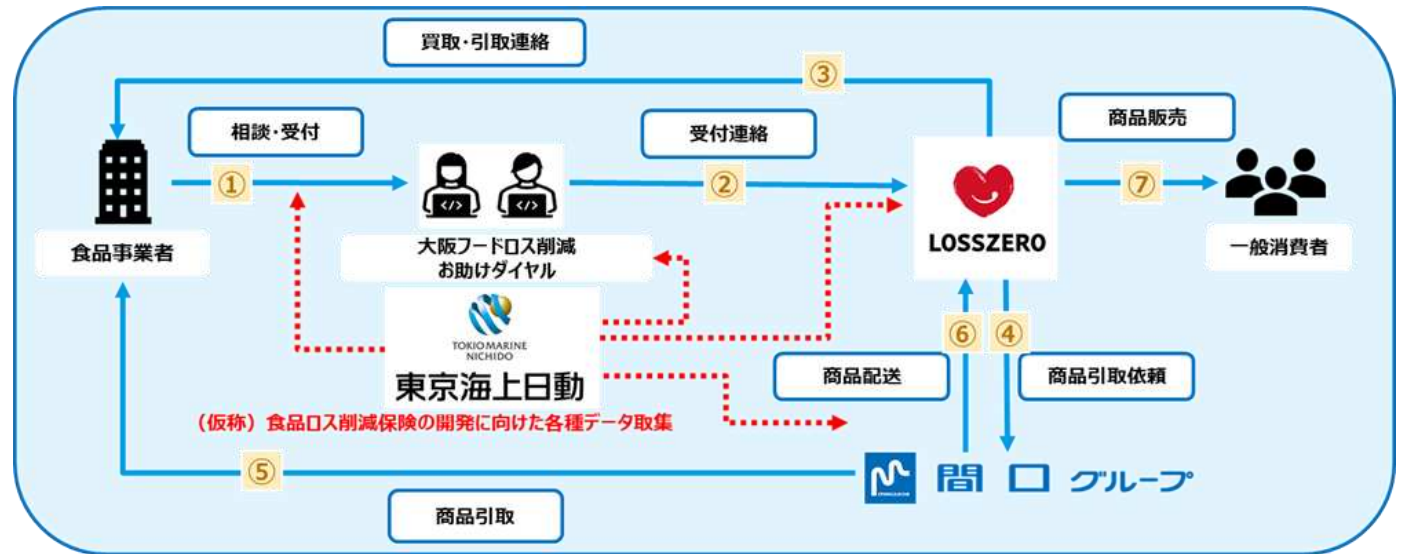 買取・引取連絡
③
相談・受付
受付連絡
商品販売
①
②
⑦
</>
</>
食品事業者
大阪フードロス削減
お助けダイヤル
LOSSZERO
一般消費者
TOKIO MARINE
NICHIDO
東京海上日動
(仮称)食品ロス削減保険の開発に向けた各種データ取集
⑥
④
商品配送
商品引取依頼
⑤
間口グループ
商品引取